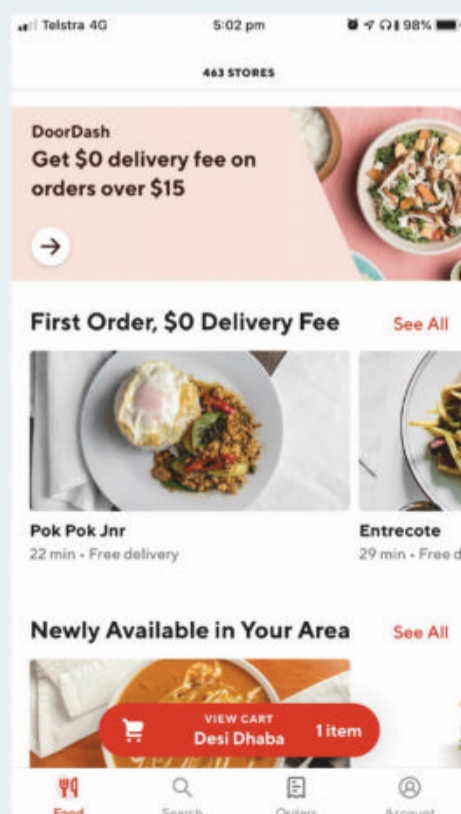 Telstra 4G 5:02 pm 98%
463 STORES
DoorDash
Get $0 delivery fee on
orders over $15
First Order, $0 Delivery Fee See All
Pok Pok Jnr Entrecote
22 min • Free delivery 29 min • Free d
Newly Available in Your Area See All
VIEW CART
Desi Dhaba 1 item
Food Search Orders Account